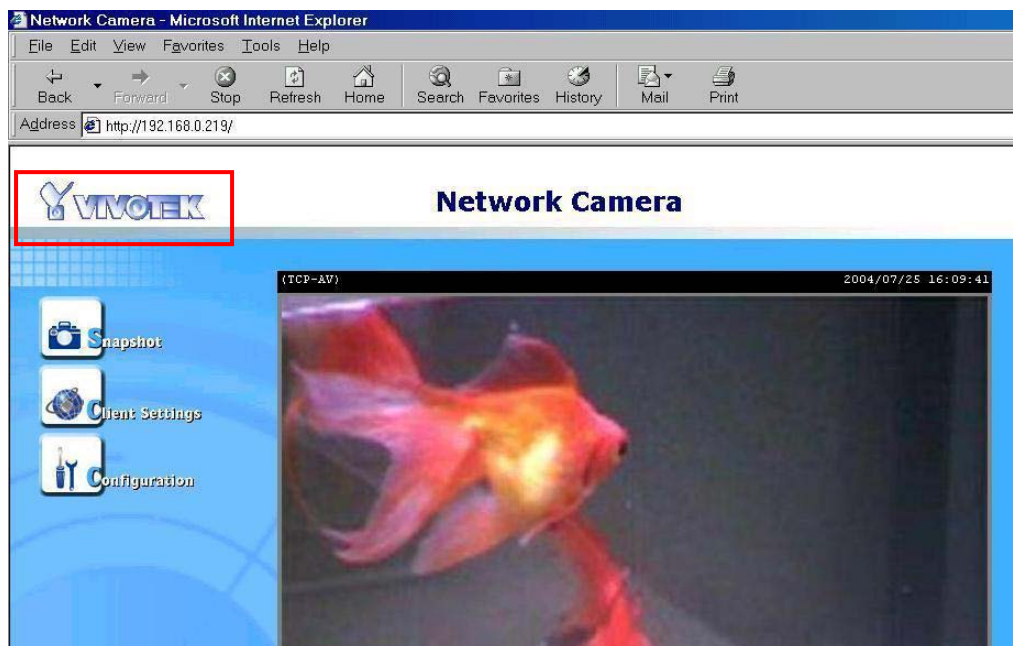 Network Camera - Microsoft Internet Explorer
File Edit View Favorites Tools Help
Back Forward Stop Refresh Home Search Favorites History Mail Print
Address http://192.168.0.219/
VIVOTEK
Network Camera
(TCP-AV) 2004/07/25 16:09:41
Snapshot
Client Settings
Configuration